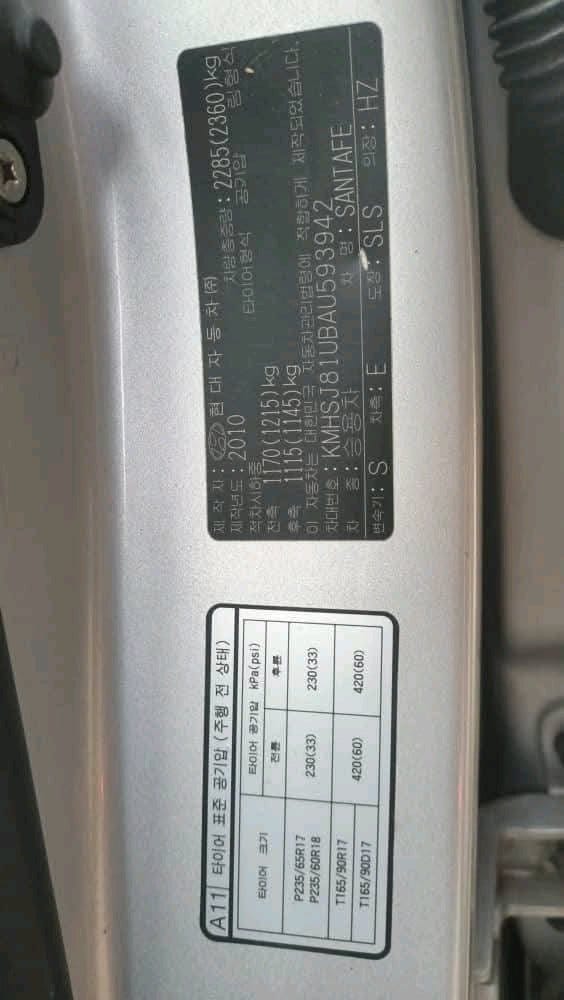 제 작 자: 현 대 자 동 차 (주)
제작년도: 2010 차량총중량: 2285(2360)kg
적차시하중 타이어형식 공기압 림형식
전축 1170(1215)kg
후축 1115(1145)kg
이 자동차는 대한민국 자동차관리법령에 적합하게 제작되었습니다.
차대번호: KMHSJ81UBAU593942
차 종: 승용차 차 명: SANTAFE
변속기: S 차축: E 도장: SLS 의장: HZ
A11 타이어 표준 공기압 (주행 전 상태)
타이어 크기 타이어 공기압 kPa(psi)
전륜 후륜
P235/65R17
P235/60R18 230(33) 230(33)
T165/90R17
T165/90D17 420(60) 420(60)